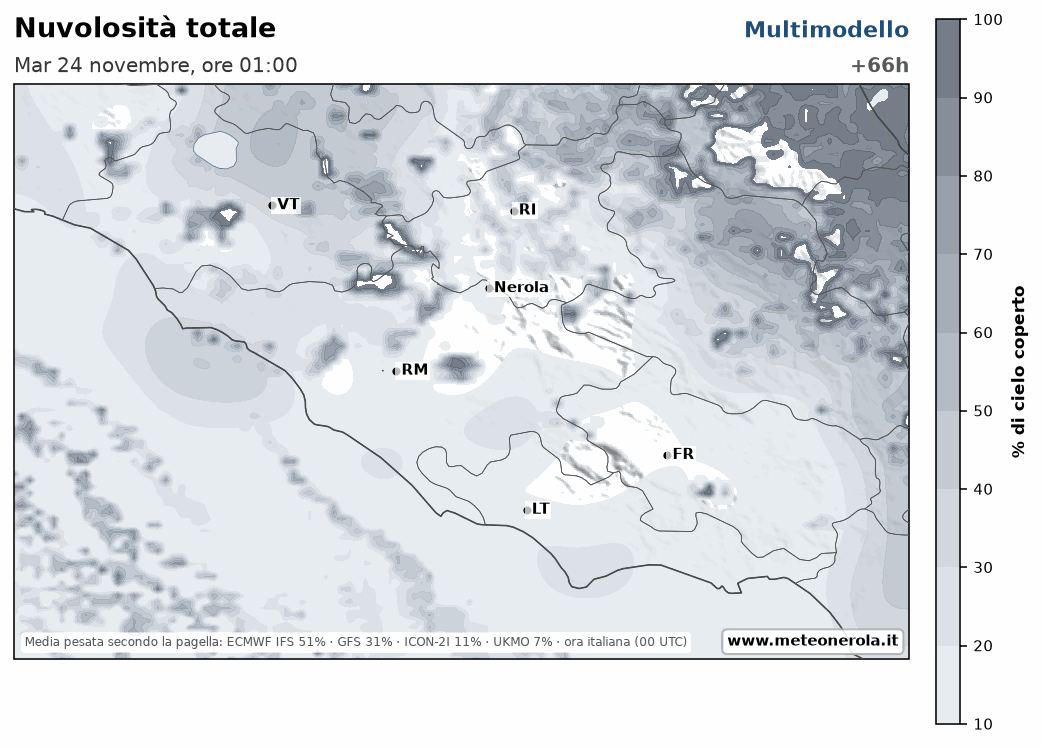 Nuvolosità totale
Multimodello
Mar 24 novembre, ore 01:00
+66h
VT
RI
Nerola
RM
FR
LT
Media pesata secondo la pagella: ECMWF IFS 51% · GFS 31% · ICON-2I 11% · UKMO 7% · ora italiana (00 UTC)
www.meteonerola.it
100
90
80
70
60
50
40
30
20
10
% di cielo coperto